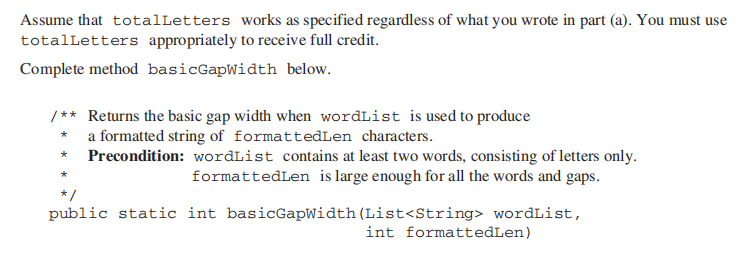 Assume that totalLetters works as specified regardless of what you wrote in part (a). You must use
totalLetters appropriately to receive full credit.
Complete method basicGapWidth below.
/** Returns the basic gap width when wordList is used to produce
* a formatted string of formattedLen characters.
* Precondition: wordList contains at least two words, consisting of letters only.
* formattedLen is large enough for all the words and gaps.
*/
public static int basicGapWidth(List<String> wordList,
int formattedLen)